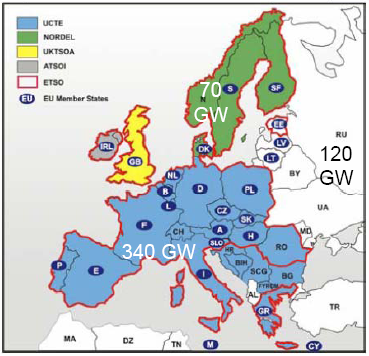 UCTE
NORDEL
UKTSOA
ATSOI
ETSO
EU EU Member States
N
S
SF
70
GW
RU
EE
LV
LT
DK
IRL
GB
120
GW
BY
NL
B
L
D
PL
UA
CZ
SK
F
CH
A
H
MD
340 GW
SLO
HR
RO
BIH
SCG
BG
P
E
I
FYROM
AL
GR
TR
MA
DZ
TN
M
CY